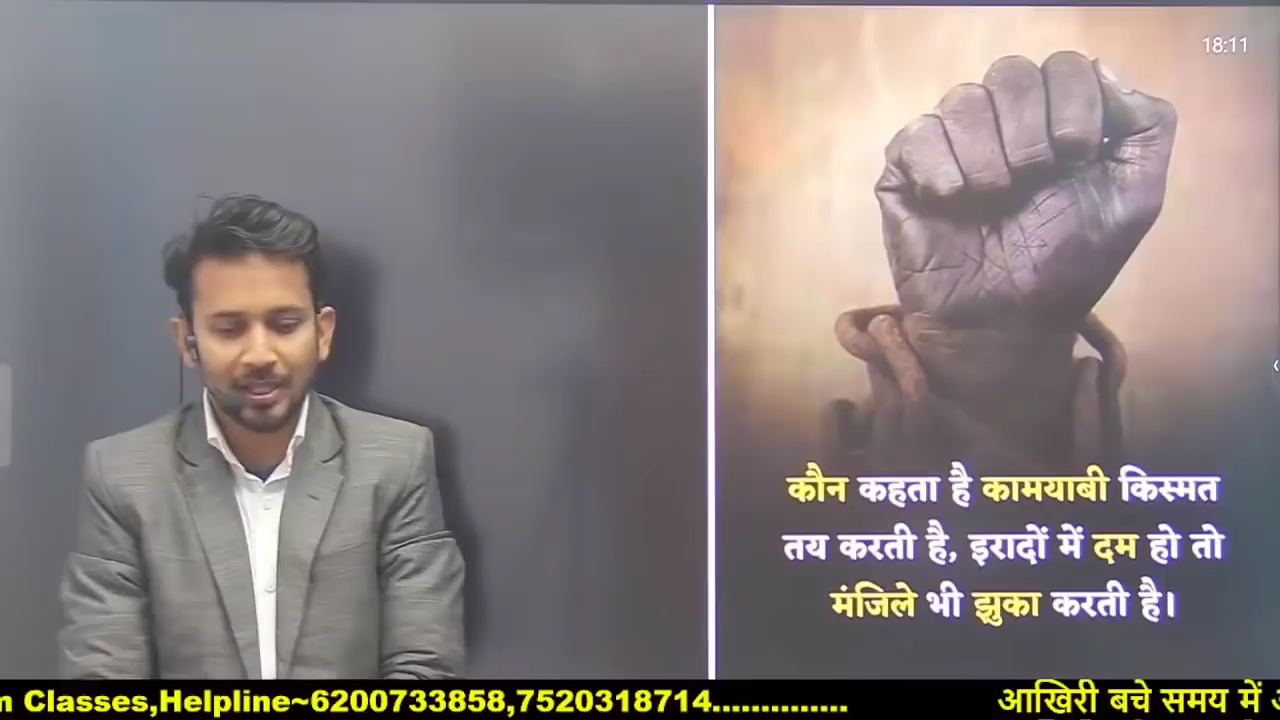 18:11
कौन कहता है कामयाबी किस्मत
तय करती है, इरादों में दम हो तो
मंजिले भी झुका करती है।
Classes,Helpline~6200733858,7520318714.............. आखिरी बचे समय में